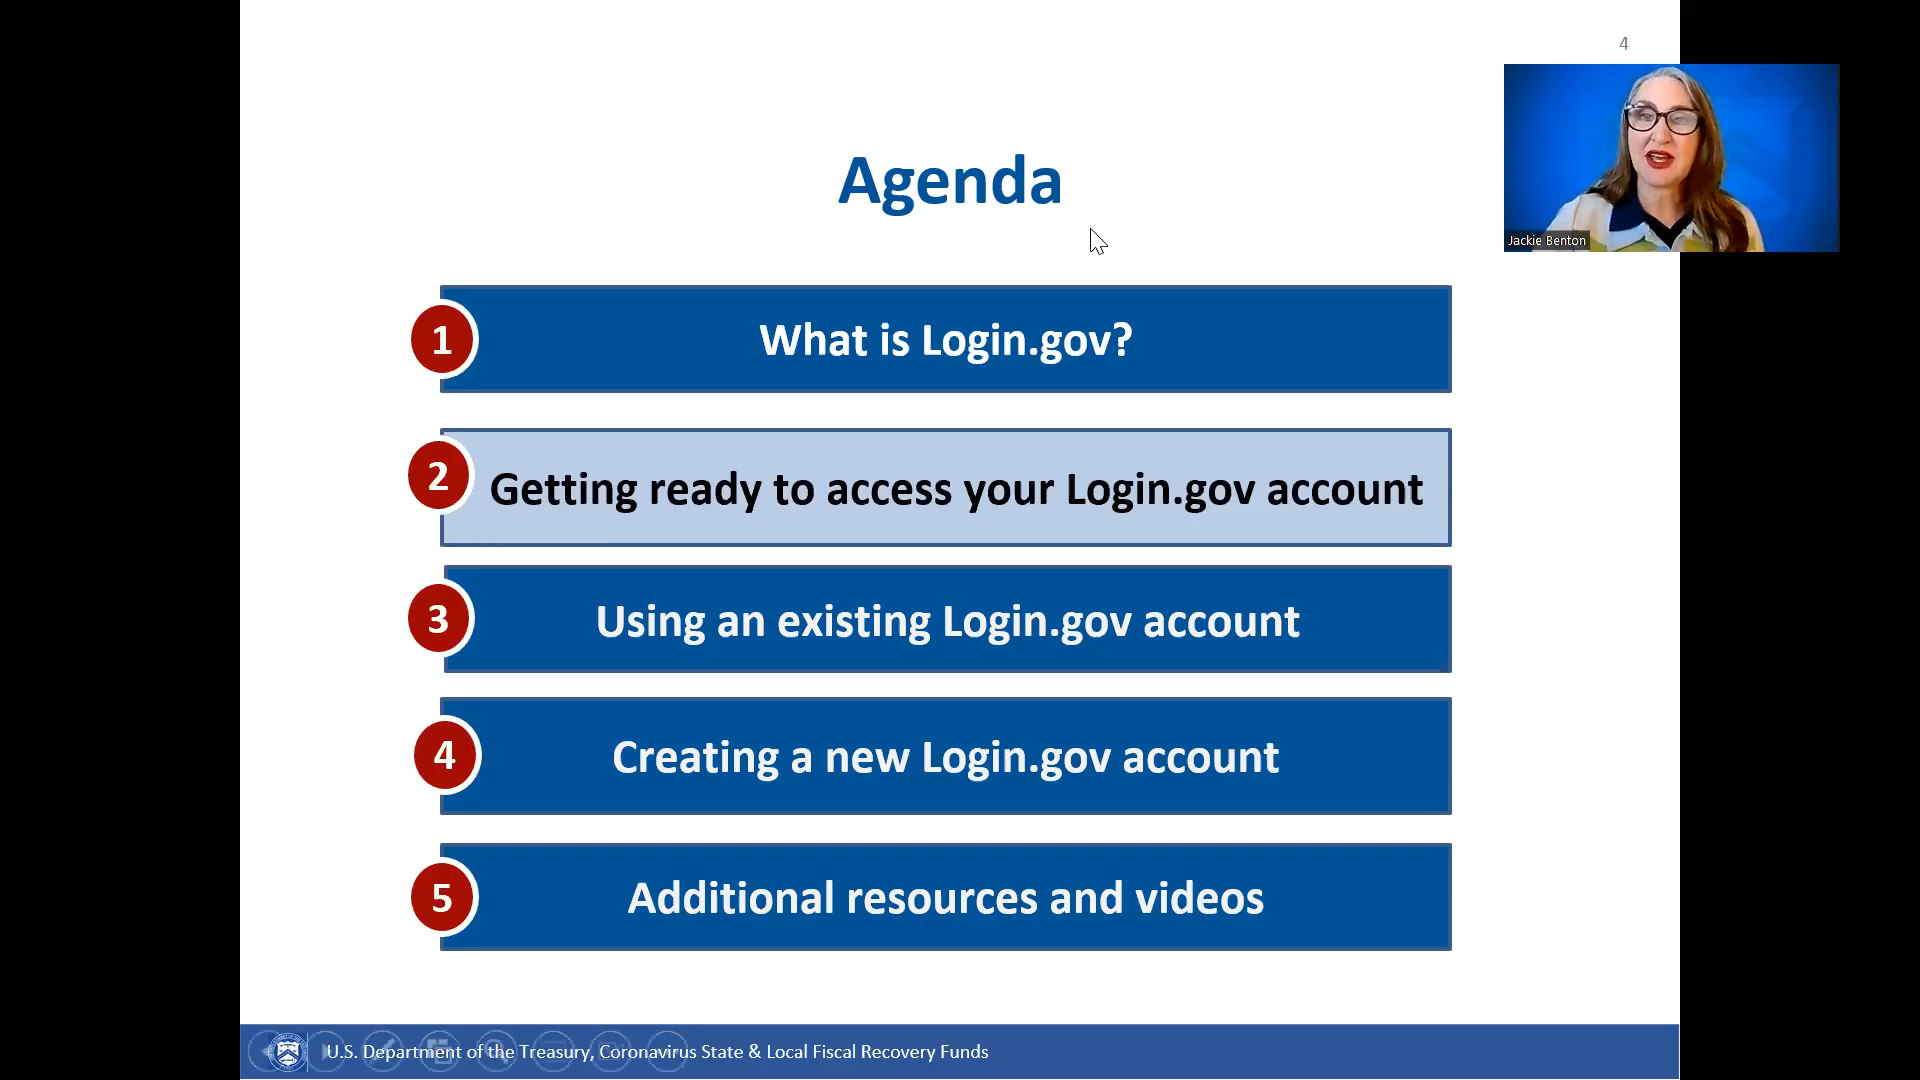 4
Agenda
Jackie Benton
1
What is Login.gov?
2
Getting ready to access your Login.gov account
3
Using an existing Login.gov account
4
Creating a new Login.gov account
5
Additional resources and videos
U.S. Department of the Treasury, Coronavirus State & Local Fiscal Recovery Funds